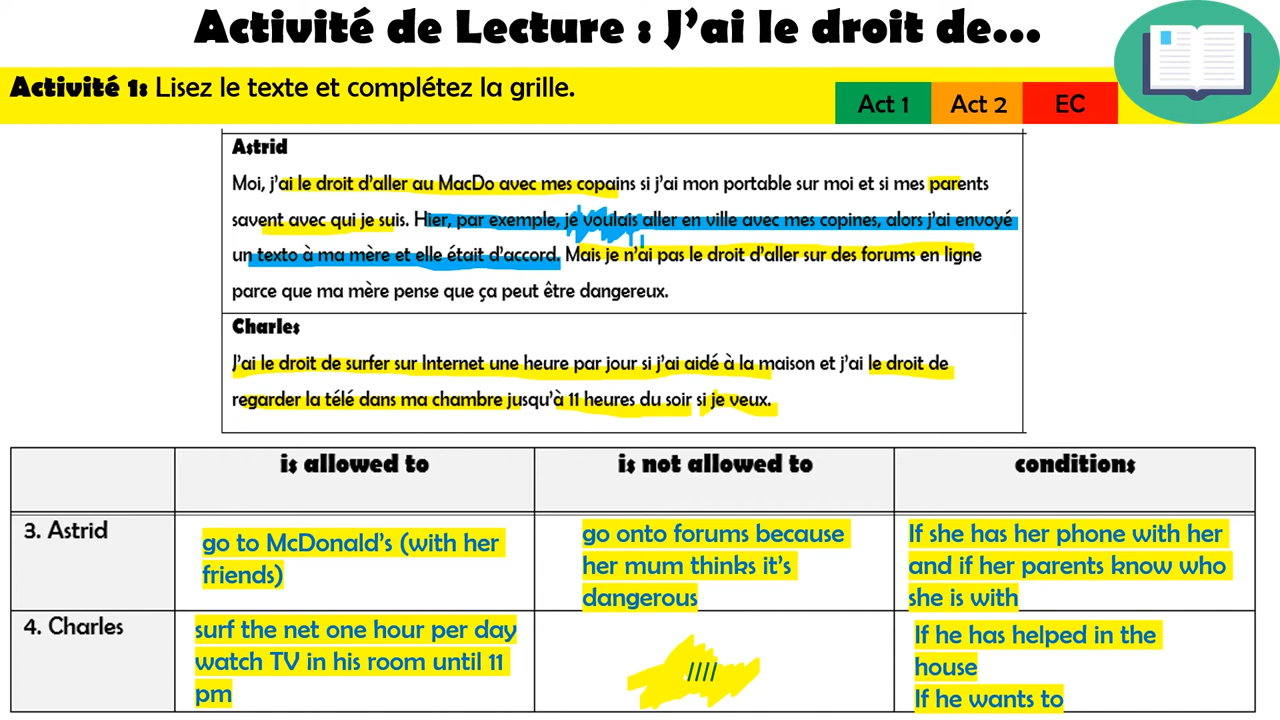 Activité de Lecture : J’ai le droit de...
Activité 1: Lisez le texte et complétez la grille.
Act 1
Act 2
EC
Astrid
Moi, j’ai le droit d’aller au MacDo avec mes copains si j’ai mon portable sur moi et si mes parents
savent avec qui je suis. Hier, par exemple, je voulais aller en ville avec mes copines, alors j’ai envoyé
un texto à ma mère et elle était d’accord. Mais je n’ai pas le droit d’aller sur des forums en ligne
parce que ma mère pense que ça peut être dangereux.
Charles
J’ai le droit de surfer sur Internet une heure par jour si j’ai aidé à la maison et j’ai le droit de
regarder la télé dans ma chambre jusqu’à 11 heures du soir si je veux.
is allowed to
is not allowed to
conditions
3. Astrid
go to McDonald’s (with her
friends)
go onto forums because
her mum thinks it’s
dangerous
If she has her phone with her
and if her parents know who
she is with
4. Charles
surf the net one hour per day
watch TV in his room until 11
pm
////
If he has helped in the
house
If he wants to